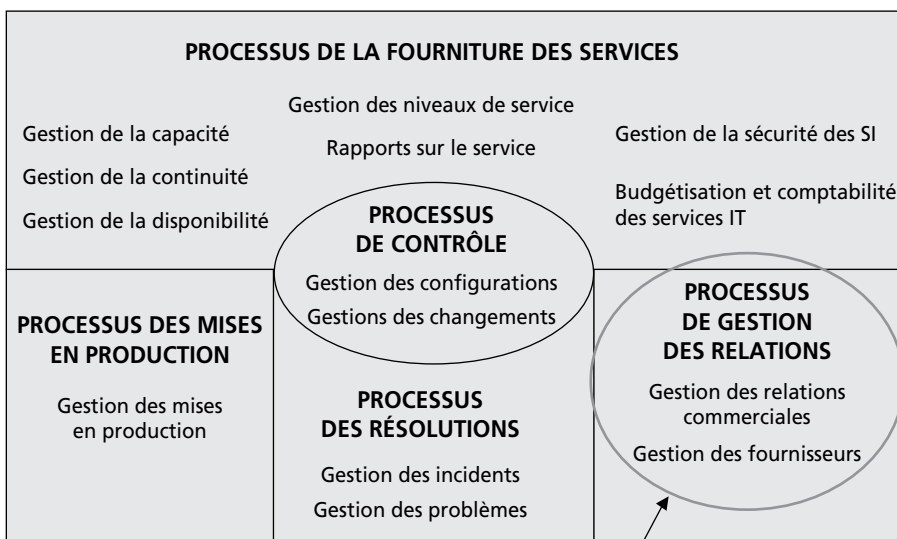 PROCESSUS DE LA FOURNITURE DES SERVICES
Gestion de la capacité
Gestion de la continuité
Gestion de la disponibilité
Gestion des niveaux de service
Rapports sur le service
Gestion de la sécurité des SI
Budgétisation et comptabilité
des services IT
PROCESSUS
DE CONTRÔLE
Gestion des configurations
Gestions des changements
PROCESSUS DES MISES
EN PRODUCTION
Gestion des mises
en production
PROCESSUS
DES RÉSOLUTIONS
Gestion des incidents
Gestion des problèmes
PROCESSUS
DE GESTION
DES RELATIONS
Gestion des relations
commerciales
Gestion des fournisseurs